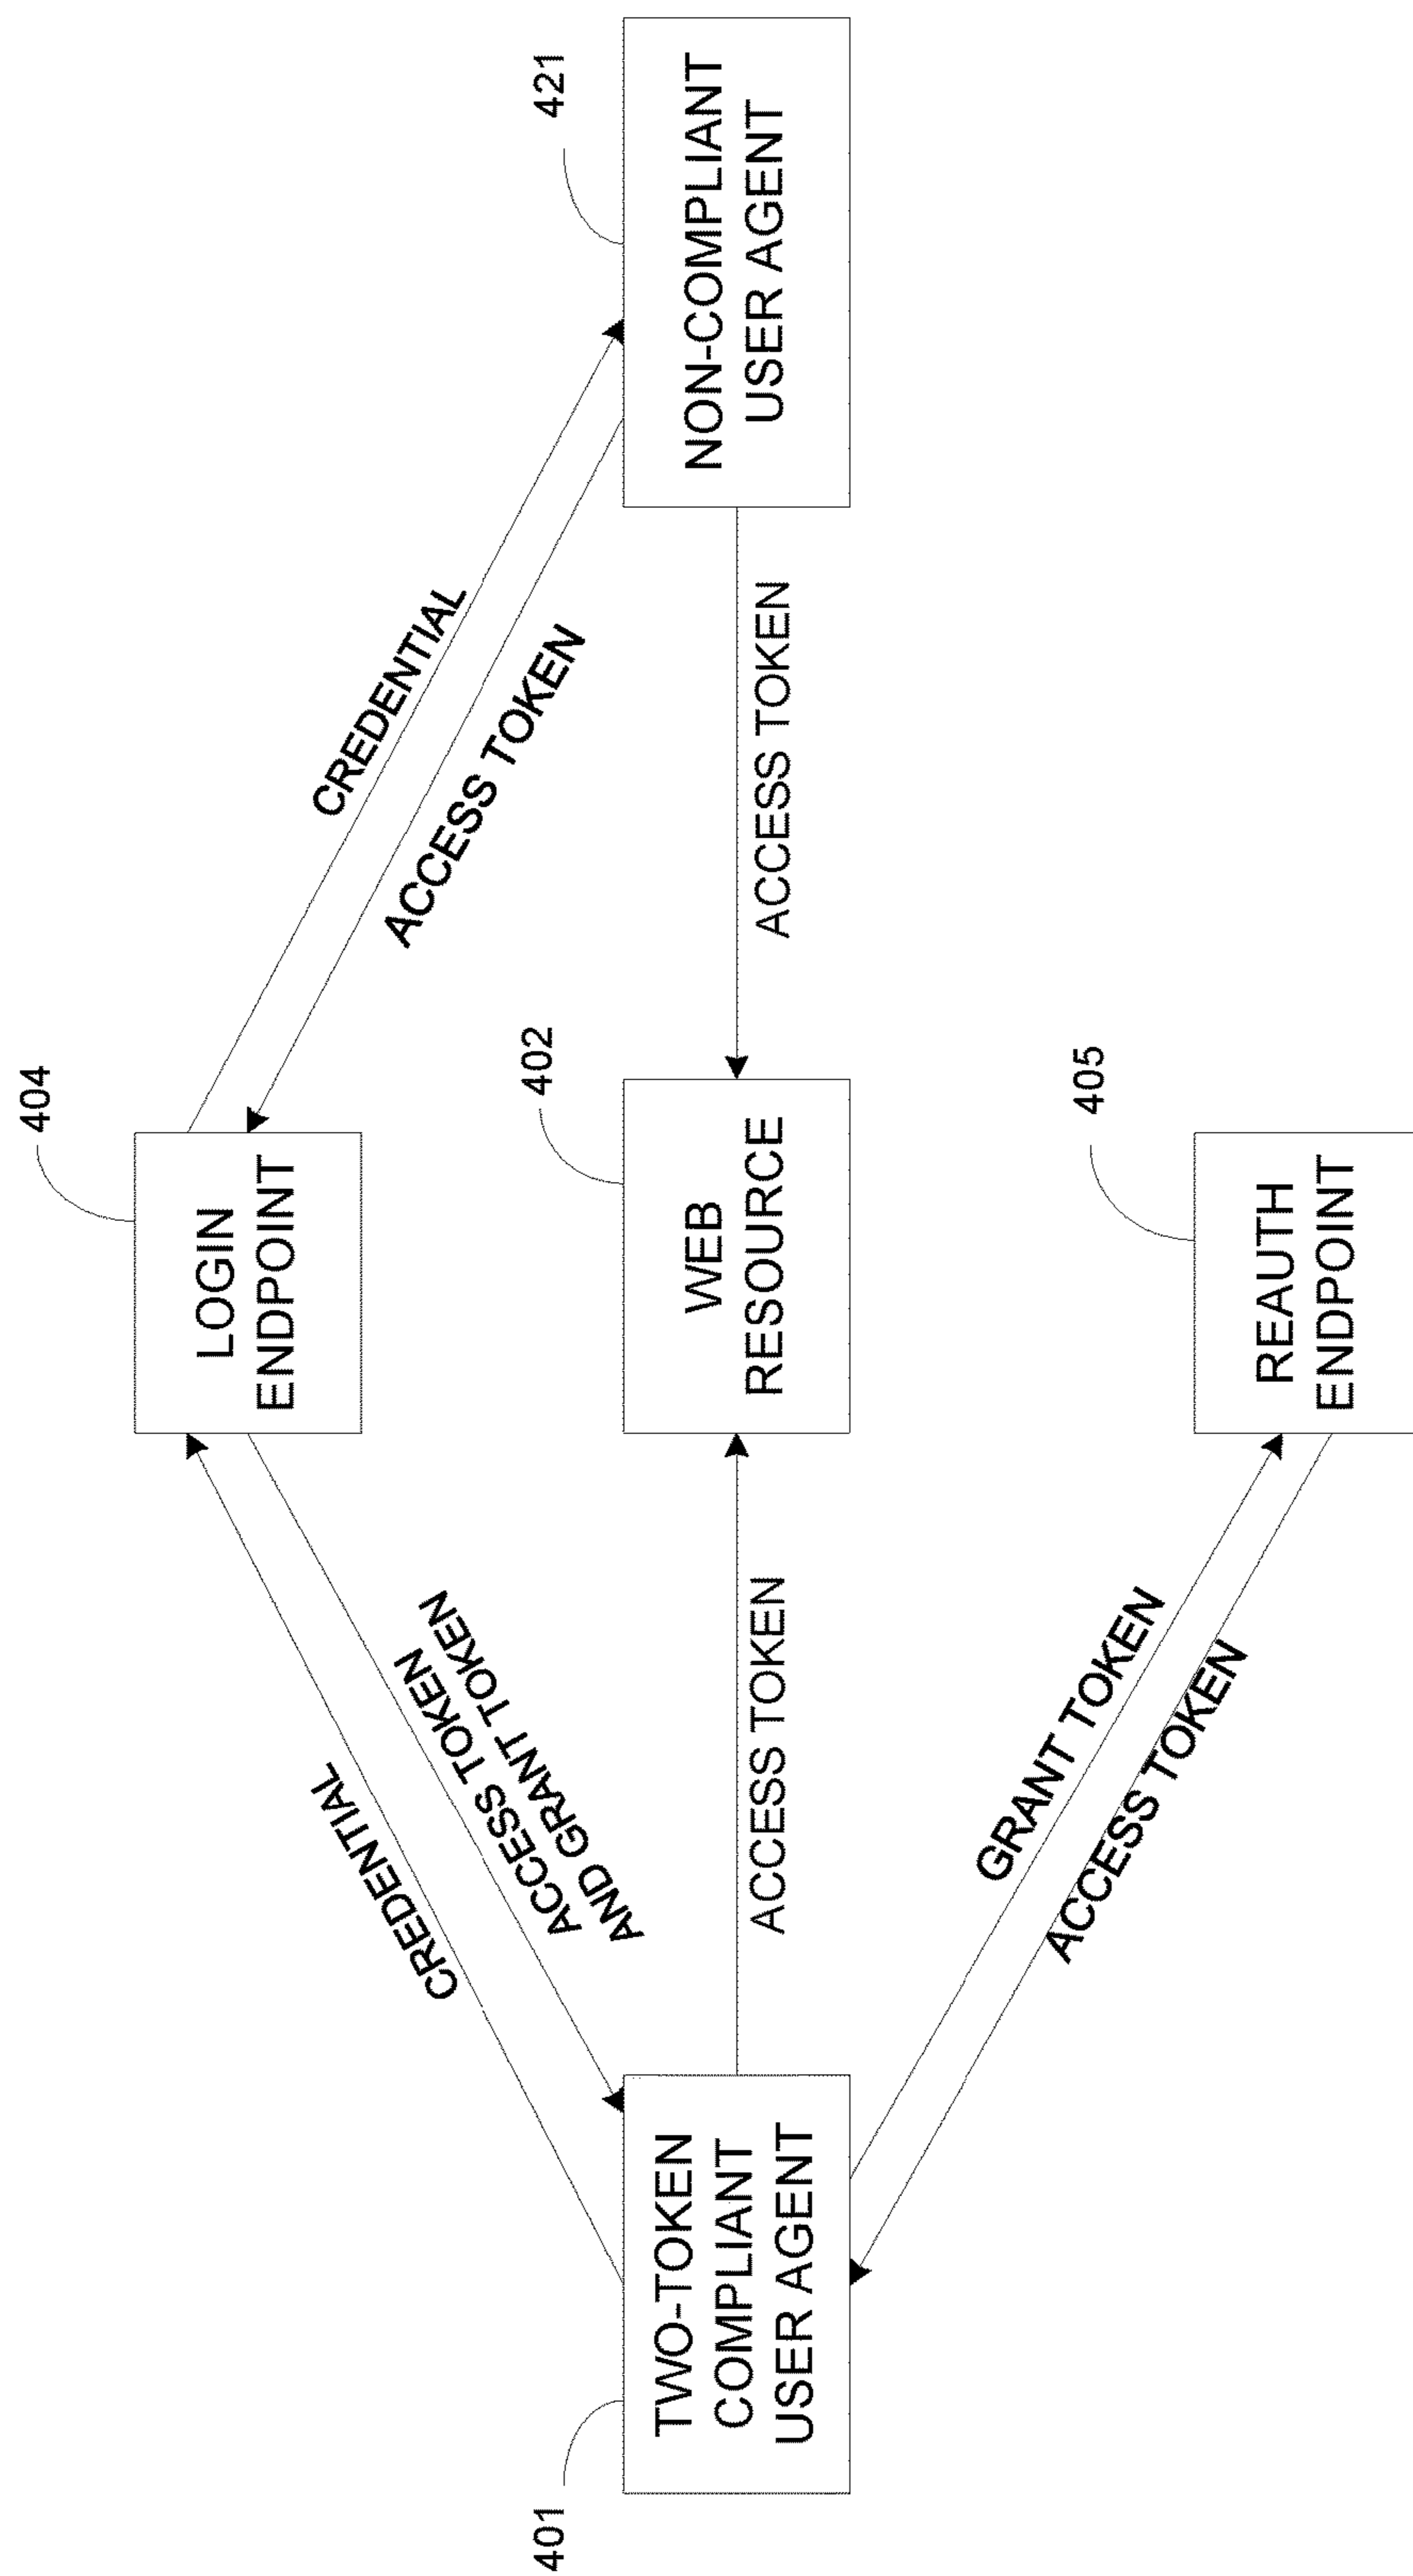 404
LOGIN
ENDPOINT
CREDENTIAL
ACCESS TOKEN
AND GRANT TOKEN
CREDENTIAL
ACCESS TOKEN
401
TWO-TOKEN
COMPLIANT
USER AGENT
ACCESS TOKEN
402
WEB
RESOURCE
ACCESS TOKEN
421
NON-COMPLIANT
USER AGENT
GRANT TOKEN
ACCESS TOKEN
405
REAUTH
ENDPOINT